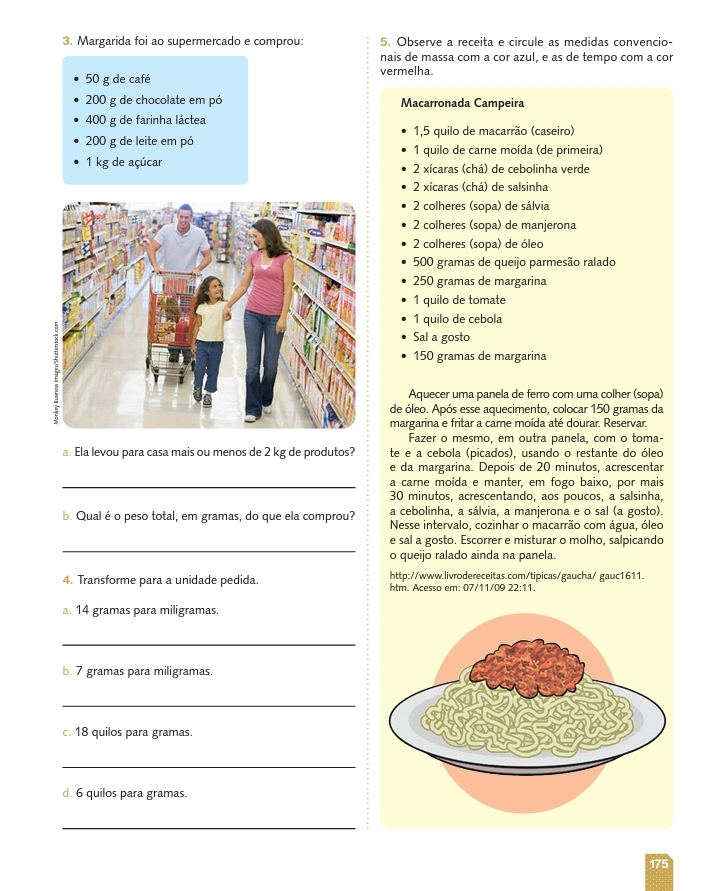 3. Margarida foi ao supermercado e comprou:
• 50 g de café
• 200 g de chocolate em pó
• 400 g de farinha láctea
• 200 g de leite em pó
• 1 kg de açúcar
Monkey Business Images/Shutterstock.com
a. Ela levou para casa mais ou menos de 2 kg de produtos?
b. Qual é o peso total, em gramas, do que ela comprou?
4. Transforme para a unidade pedida.
a. 14 gramas para miligramas.
b. 7 gramas para miligramas.
c. 18 quilos para gramas.
d. 6 quilos para gramas.
5. Observe a receita e circule as medidas convencio-
nais de massa com a cor azul, e as de tempo com a cor
vermelha.
Macarronada Campeira
• 1,5 quilo de macarrão (caseiro)
• 1 quilo de carne moída (de primeira)
• 2 xícaras (chá) de cebolinha verde
• 2 xícaras (chá) de salsinha
• 2 colheres (sopa) de sálvia
• 2 colheres (sopa) de manjerona
• 2 colheres (sopa) de óleo
• 500 gramas de queijo parmesão ralado
• 250 gramas de margarina
• 1 quilo de tomate
• 1 quilo de cebola
• Sal a gosto
• 150 gramas de margarina
Aquecer uma panela de ferro com uma colher (sopa)
de óleo. Após esse aquecimento, colocar 150 gramas da
margarina e fritar a carne moída até dourar. Reservar.
Fazer o mesmo, em outra panela, com o toma-
te e a cebola (picados), usando o restante do óleo
e da margarina. Depois de 20 minutos, acrescentar
a carne moída e manter, em fogo baixo, por mais
30 minutos, acrescentando, aos poucos, a salsinha,
a cebolinha, a sálvia, a manjerona e o sal (a gosto).
Nesse intervalo, cozinhar o macarrão com água, óleo
e sal a gosto. Escorrer e misturar o molho, salpicando
o queijo ralado ainda na panela.
http://www.livrodereceitas.com/tipicas/gaucha/ gauc1611.
htm. Acesso em: 07/11/09 22:11.
175